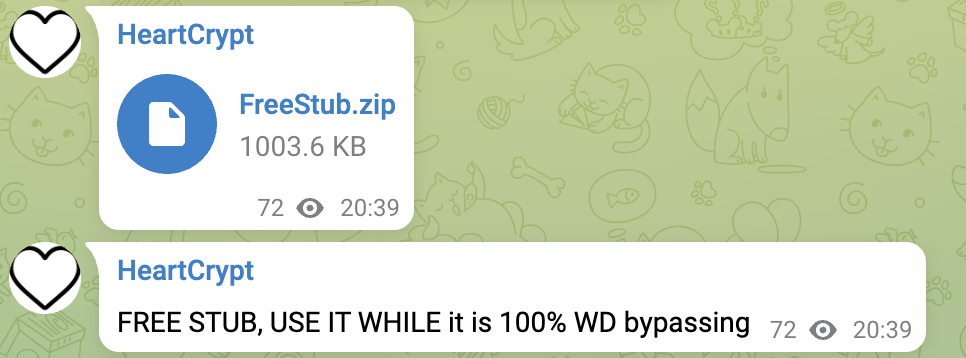 HeartCrypt
FreeStub.zip
1003.6 KB
72 20:39
HeartCrypt
FREE STUB, USE IT WHILE it is 100% WD bypassing 72 20:39